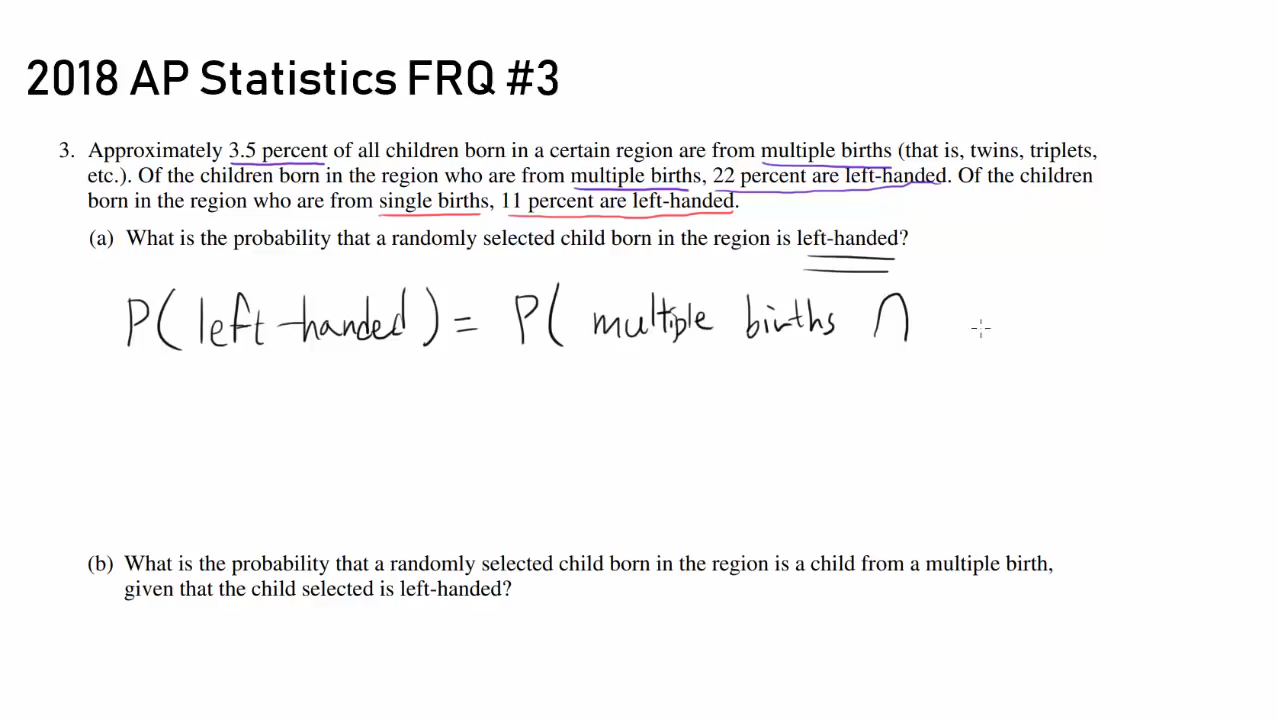 2018 AP Statistics FRQ #3
3. Approximately 3.5 percent of all children born in a certain region are from multiple births (that is, twins, triplets,
etc.). Of the children born in the region who are from multiple births, 22 percent are left-handed. Of the children
born in the region who are from single births, 11 percent are left-handed.
(a) What is the probability that a randomly selected child born in the region is left-handed?
P( left-handed ) = P( multiple births ∩
(b) What is the probability that a randomly selected child born in the region is a child from a multiple birth,
given that the child selected is left-handed?